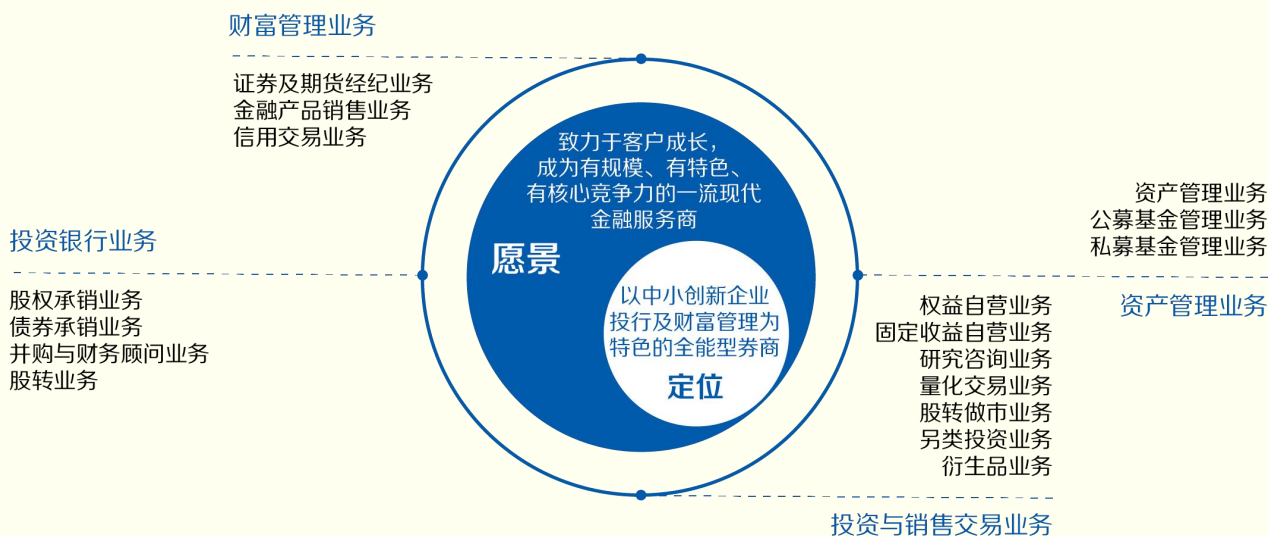 财富管理业务
证券及期货经纪业务
金融产品销售业务
信用交易业务
投资银行业务
股权承销业务
债券承销业务
并购与财务顾问业务
股转业务
致力于客户成长，
成为有规模、有特色、
有核心竞争力的一流现代
金融服务商
愿景
以中小创新企业
投行及财富管理为
特色的全能型券商
定位
资产管理业务
公募基金管理业务
私募基金管理业务
资产管理业务
权益自营业务
固定收益自营业务
研究咨询业务
量化交易业务
股转做市业务
另类投资业务
衍生品业务
投资与销售交易业务